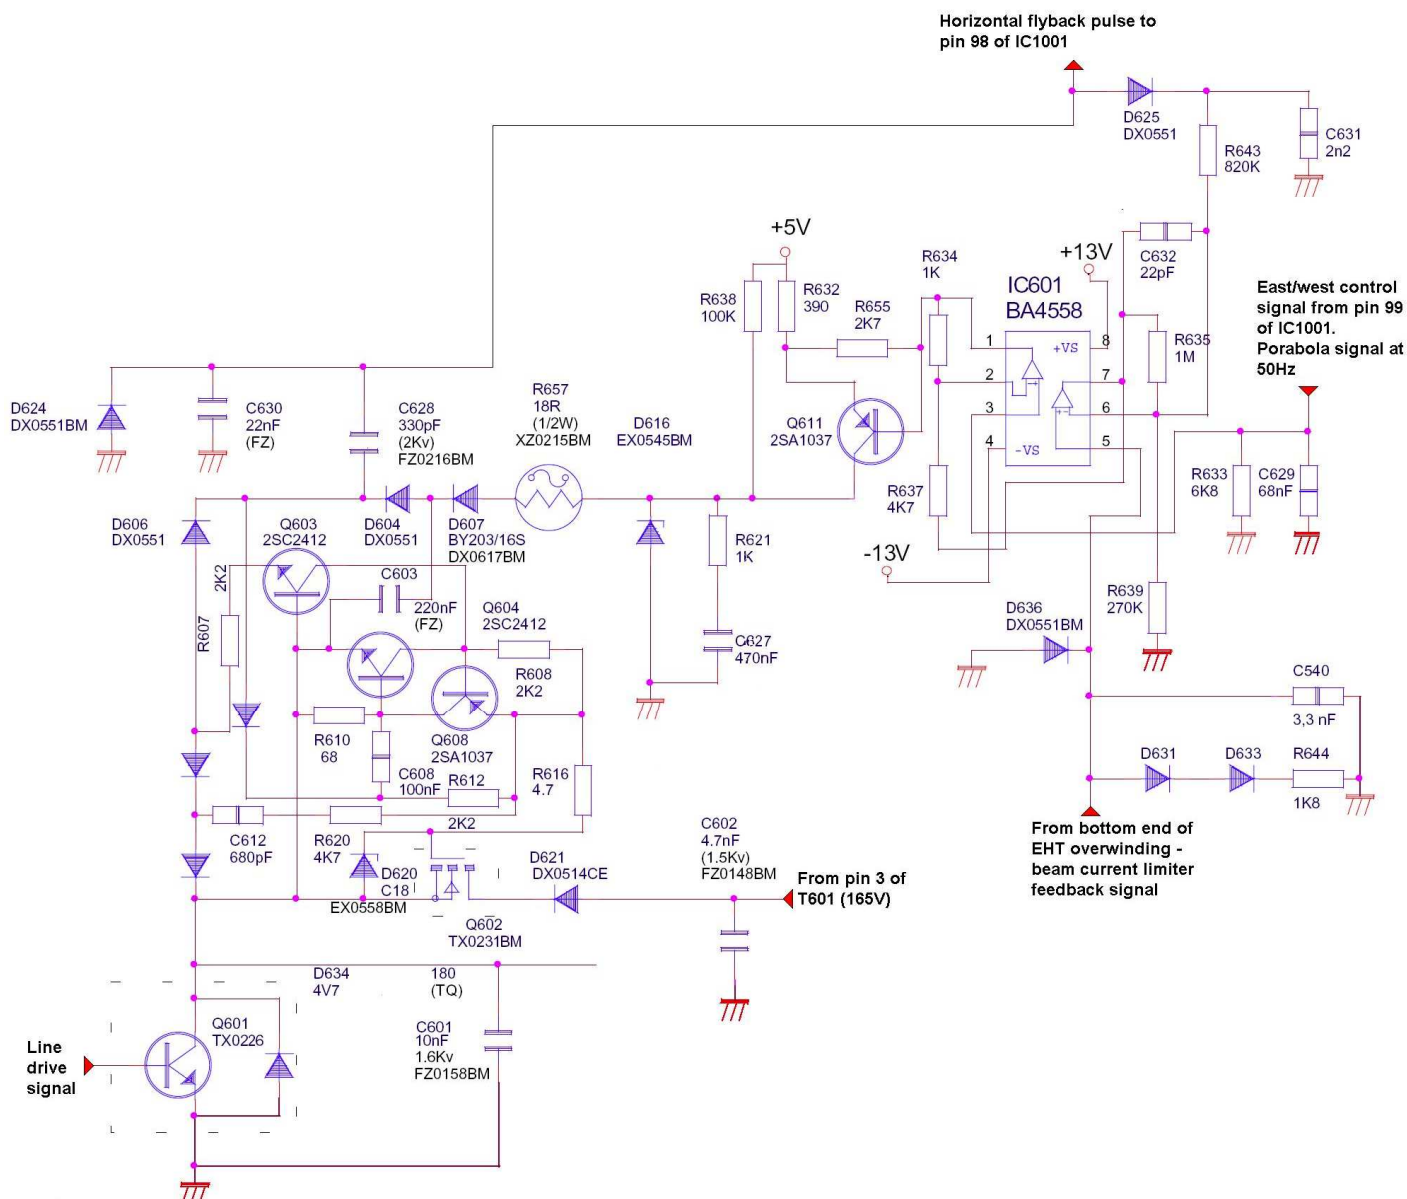 Horizontal flyback pulse to
pin 98 of IC1001
D625
DX0551
R643
820K
C631
2n2
+5V
+13V
C632
22pF
R634
1K
IC601
BA4558
R638
100K
R632
390
R655
2K7
East/west control
signal from pin 99
of IC1001.
Porabola signal at
50Hz
1
+VS
8
R635
1M
2
7
3
6
4
-VS
5
D624
DX0551BM
C630
22nF
(FZ)
C628
330pF
(2Kv)
FZ0216BM
R657
18R
(1/2W)
XZ0215BM
D616
EX0545BM
Q611
2SA1037
R637
4K7
R633
6K8
C629
68nF
D606
DX0551
Q603
2SC2412
D604
DX0551
D607
BY203/16S
DX0617BM
R621
1K
-13V
2K2
R607
C603
220nF
(FZ)
Q604
2SC2412
D636
DX0551BM
R639
270K
C627
470nF
R608
2K2
C540
3,3 nF
R610
68
Q608
2SA1037
C608
100nF
R612
2K2
R616
4.7
D631
D633
R644
1K8
C612
680pF
R620
4K7
D620
C18
EX0558BM
D621
DX0514CE
C602
4.7nF
(1.5Kv)
FZ0148BM
From pin 3 of
T601 (165V)
From bottom end of
EHT overwinding -
beam current limiter
feedback signal
Q602
TX0231BM
D634
4V7
180
(TQ)
Q601
TX0226
C601
10nF
1.6Kv
FZ0158BM
Line
drive
signal